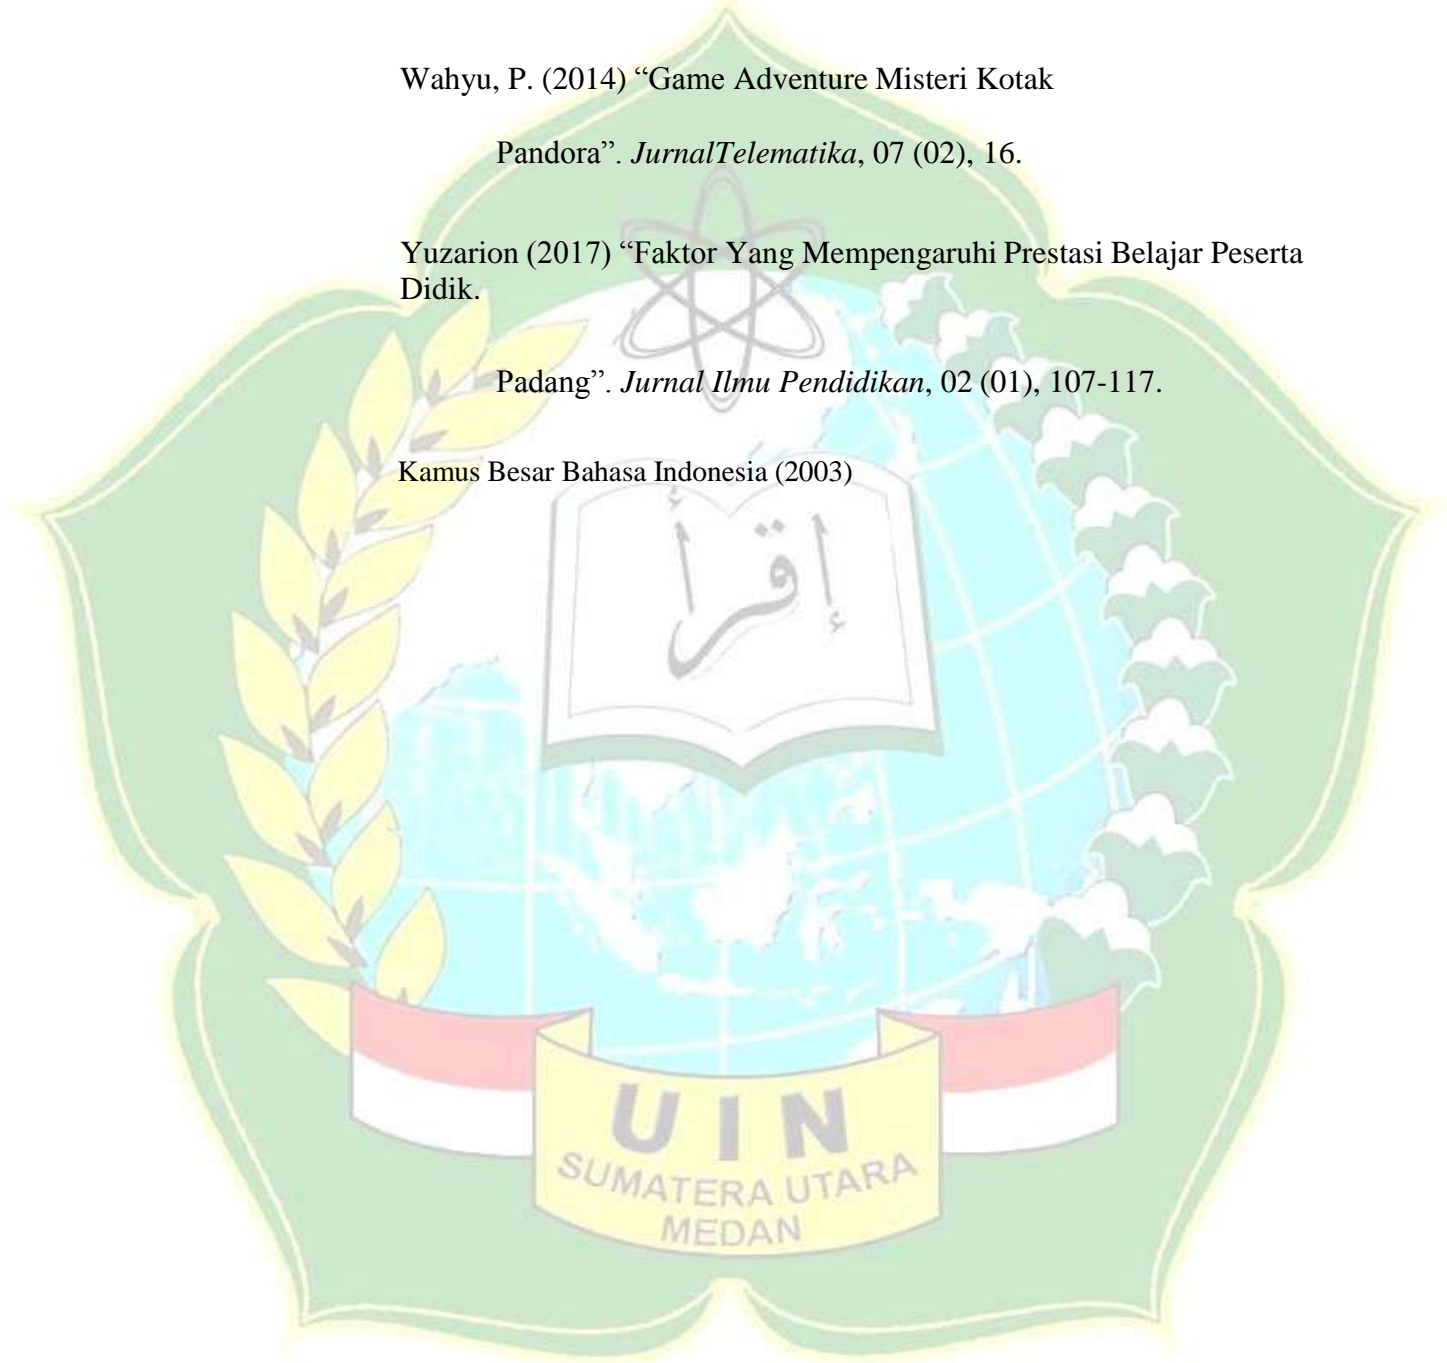 Wahyu, P. (2014) “Game Adventure Misteri Kotak
Pandora”. JurnalTelematika, 07 (02), 16.
Yuzarion (2017) “Faktor Yang Mempengaruhi Prestasi Belajar Peserta
Didik.
Padang”. Jurnal Ilmu Pendidikan, 02 (01), 107-117.
Kamus Besar Bahasa Indonesia (2003)
إقرأ
UIN
SUMATERA UTARA
MEDAN